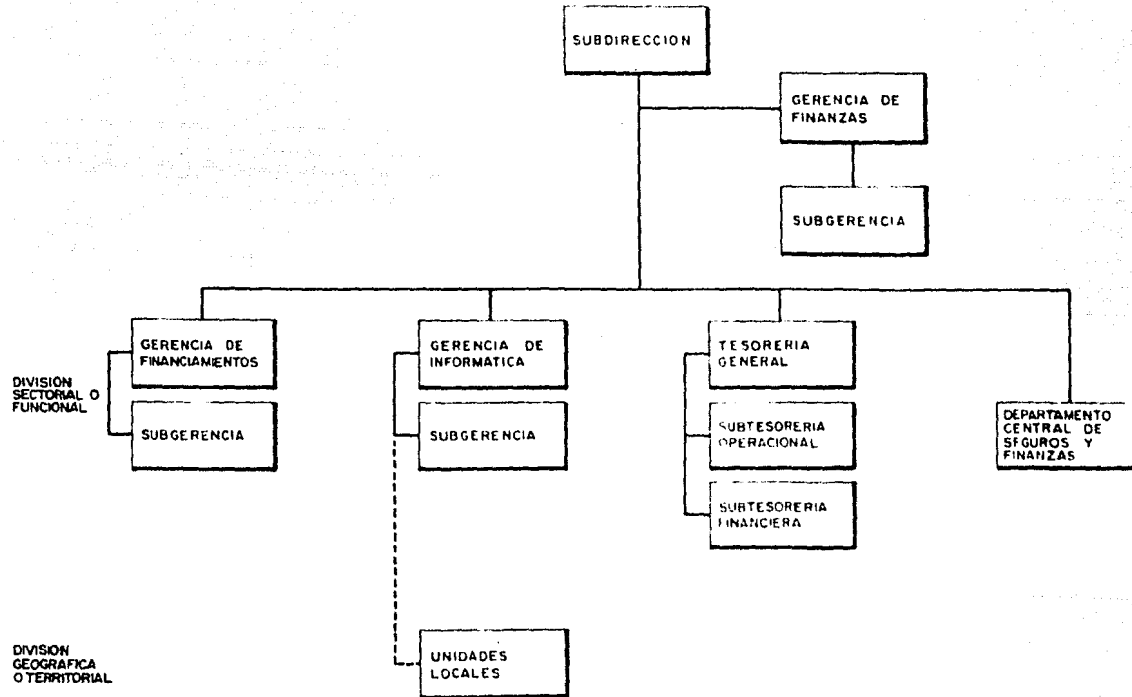 SUBDIRECCION
GERENCIA DE
FINANZAS
SUBGERENCIA
GERENCIA DE
FINANCIAMIENTOS
GERENCIA DE
INFORMATICA
TESORERIA
GENERAL
DIVISION
SECTORIAL O
FUNCIONAL
SUBGERENCIA
SUBGERENCIA
SUBTESORERIA
OPERACIONAL
DEPARTAMENTO
CENTRAL DE
SEGUROS Y
FINANZAS
SUBTESORERIA
FINANCIERA
DIVISION
GEOGRAFICA
O TERRITORIAL
UNIDADES
LOCALES